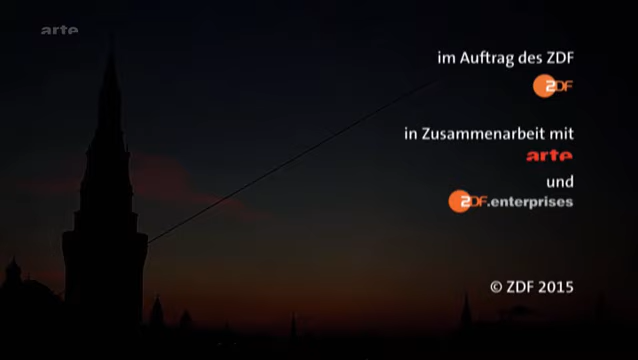 arte
im Auftrag des ZDF
ZDF
in Zusammenarbeit mit
arte
und
ZDF.enterprises
© ZDF 2015